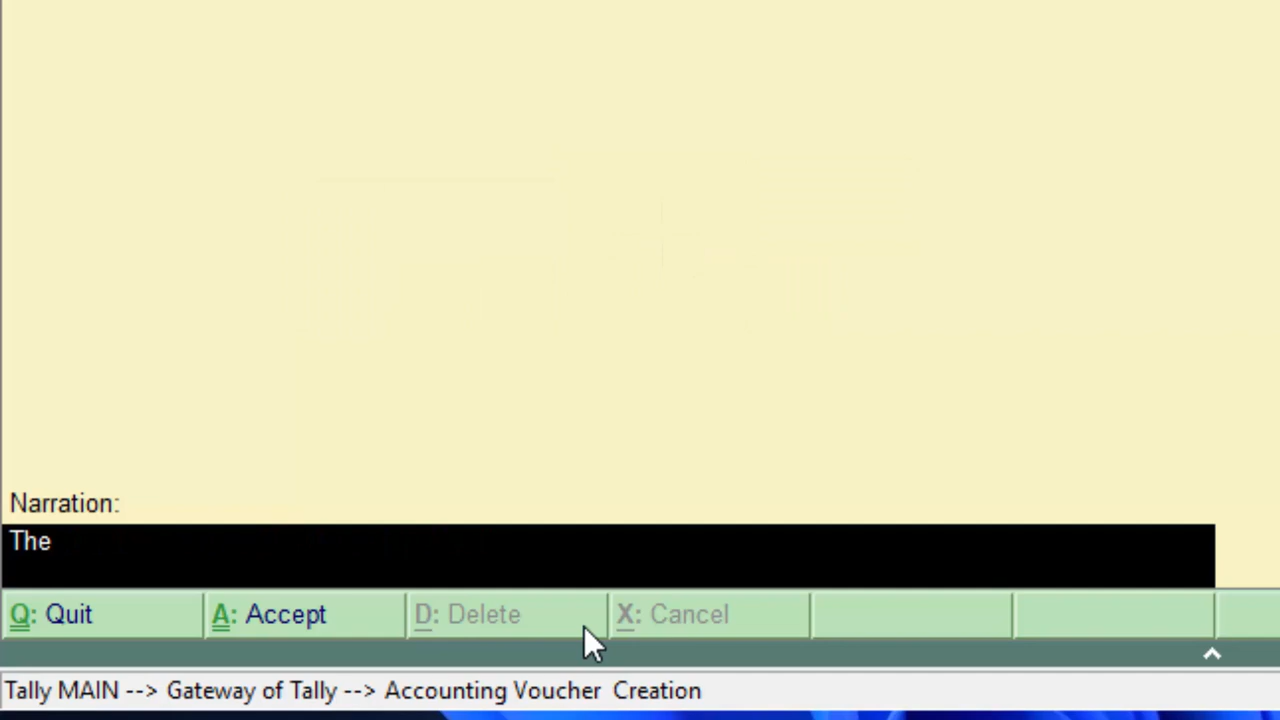 Narration:
The
Q: Quit A: Accept D: Delete X: Cancel
Tally MAIN --> Gateway of Tally --> Accounting Voucher Creation